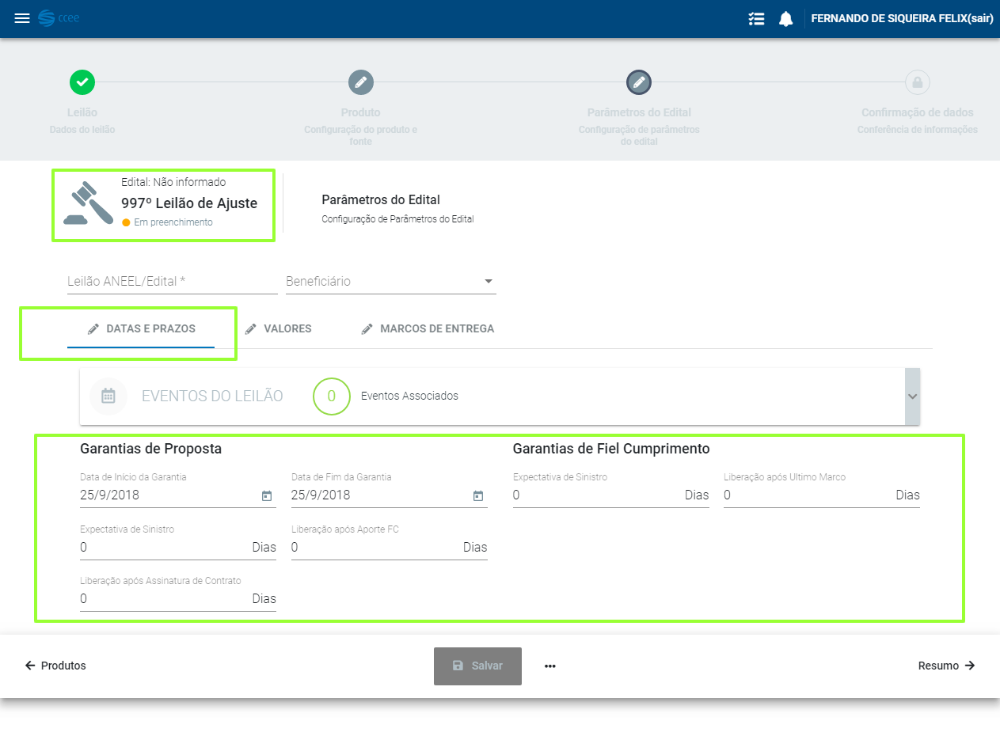 ccee
FERNANDO DE SIQUEIRA FELIX(sair)
Leilão
Dados do leilão
Produto
Configuração do produto e
fonte
Parâmetros do Edital
Configuração de parâmetros
do edital
Confirmação de dados
Conferência de informações
Edital: Não informado
997º Leilão de Ajuste
Em preenchimento
Parâmetros do Edital
Configuração de Parâmetros do Edital
Leilão ANEEL/Edital *
Beneficiário
DATAS E PRAZOS
VALORES
MARCOS DE ENTREGA
EVENTOS DO LEILÃO
0
Eventos Associados
Garantias de Proposta
Data de Início da Garantia
25/9/2018
Data de Fim da Garantia
25/9/2018
Expectativa de Sinistro
0 Dias
Liberação após Aporte FC
0 Dias
Liberação após Assinatura de Contrato
0 Dias
Garantias de Fiel Cumprimento
Expectativa de Sinistro
0 Dias
Liberação após Ultimo Marco
0 Dias
Produtos
Salvar
Resumo